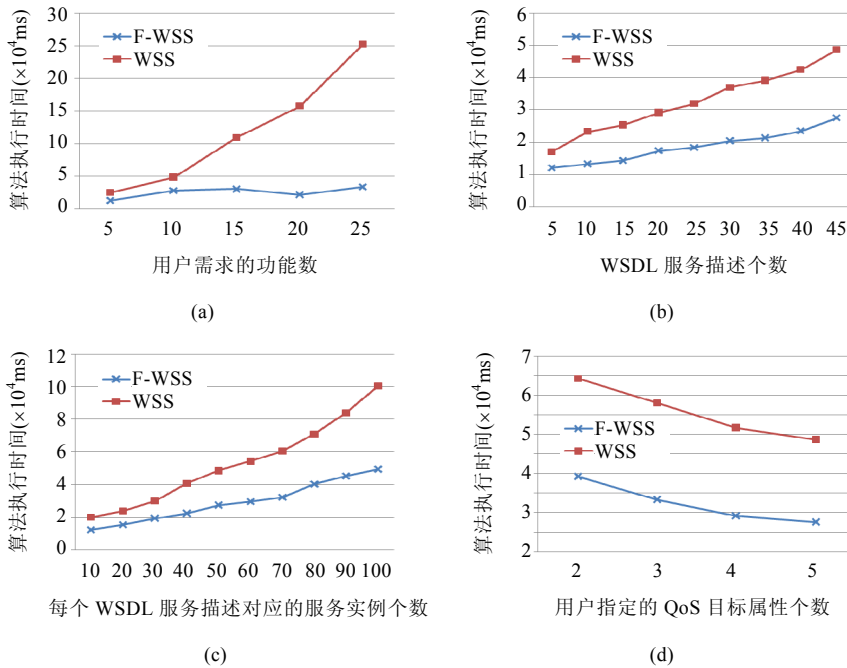 算法执行时间(×10⁴ms)
30
25
20
15
10
5
0
F-WSS
WSS
5 10 15 20 25
用户需求的功能数
(a)
算法执行时间(×10⁴ms)
6
5
4
3
2
1
0
F-WSS
WSS
5 10 15 20 25 30 35 40 45
WSDL 服务描述个数
(b)
算法执行时间(×10⁴ms)
12
10
8
6
4
2
0
F-WSS
WSS
10 20 30 40 50 60 70 80 90 100
每个 WSDL 服务描述对应的服务实例个数
(c)
算法执行时间(×10⁴ms)
7
6
5
4
3
2
F-WSS
WSS
2 3 4 5
用户指定的 QoS 目标属性个数
(d)